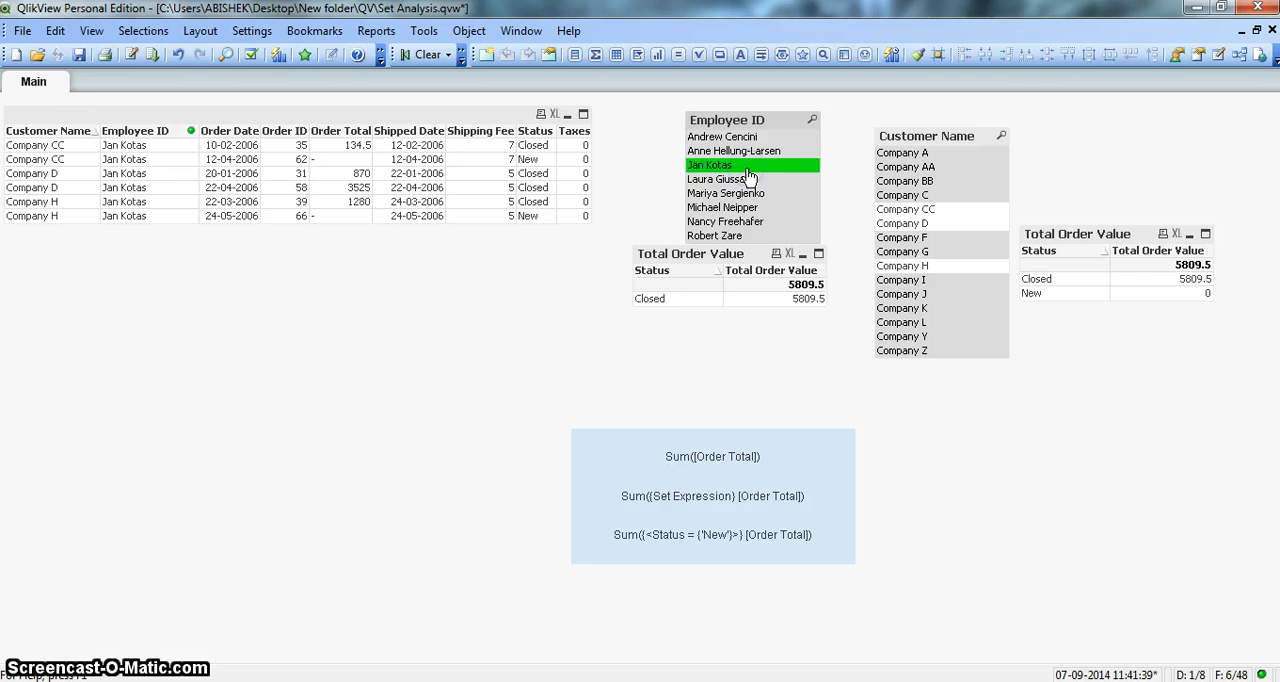 QlikView Personal Edition - [C:\Users\ABISHEK\Desktop\New folder\QV\Set Analysis.qvw*]
File Edit View Selections Layout Settings Bookmarks Reports Tools Object Window Help
Clear
Main
XL
Customer Name Employee ID Order Date Order ID Order Total Shipped Date Shipping Fee Status Taxes
Company CC Jan Kotas 10-02-2006 35 134.5 12-02-2006 7 Closed 0
Company CC Jan Kotas 12-04-2006 62 - 12-04-2006 7 New 0
Company D Jan Kotas 20-01-2006 31 870 22-01-2006 5 Closed 0
Company D Jan Kotas 22-04-2006 58 3525 22-04-2006 5 Closed 0
Company H Jan Kotas 22-03-2006 39 1280 24-03-2006 5 Closed 0
Company H Jan Kotas 24-05-2006 66 - 24-05-2006 5 New 0
Employee ID
Andrew Cencini
Anne Hellung-Larsen
Jan Kotas
Laura Giussa
Mariya Sergienko
Michael Neipper
Nancy Freehafer
Robert Zare
Total Order Value XL
Status Total Order Value
5809.5
Closed 5809.5
Customer Name
Company A
Company AA
Company BB
Company C
Company CC
Company D
Company F
Company G
Company H
Company I
Company J
Company K
Company L
Company Y
Company Z
Total Order Value XL
Status Total Order Value
5809.5
Closed 5809.5
New 0
Sum([Order Total])
Sum({Set Expression} [Order Total])
Sum({<Status = {'New'}>} [Order Total])
Screencast-O-Matic.com
For Help, press F1 07-09-2014 11:41:39* D: 1/8 F: 6/48